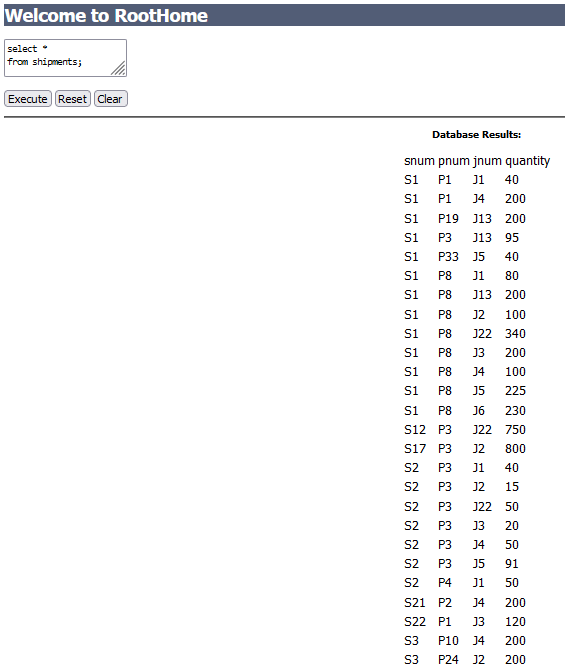 Welcome to RootHome
select *
from shipments;
Execute Reset Clear
Database Results:
snum pnum jnum quantity
S1 P1 J1 40
S1 P1 J4 200
S1 P19 J13 200
S1 P3 J13 95
S1 P33 J5 40
S1 P8 J1 80
S1 P8 J13 200
S1 P8 J2 100
S1 P8 J22 340
S1 P8 J3 200
S1 P8 J4 100
S1 P8 J5 225
S1 P8 J6 230
S12 P3 J22 750
S17 P3 J2 800
S2 P3 J1 40
S2 P3 J2 15
S2 P3 J22 50
S2 P3 J3 20
S2 P3 J4 50
S2 P3 J5 91
S2 P4 J1 50
S21 P2 J4 200
S22 P1 J3 120
S3 P10 J4 200
S3 P24 J2 200